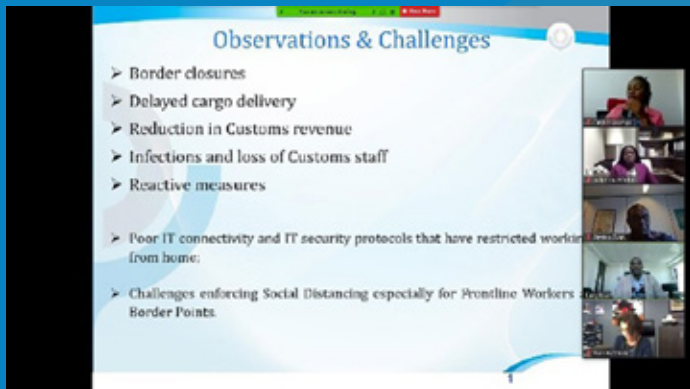 Observations & Challenges
➤ Border closures
➤ Delayed cargo delivery
➤ Reduction in Customs revenue
➤ Infections and loss of Customs staff
➤ Reactive measures
➤ Poor IT connectivity and IT security protocols that have restricted
from home;
➤ Challenges enforcing Social Distancing especially for Frontline Workers
Border Points.
1